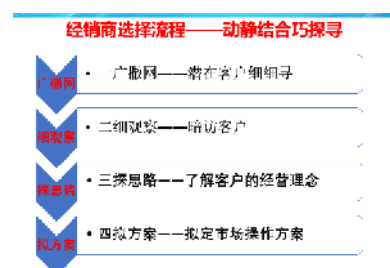 经销商选择流程——动静结合巧探寻
广撒网
一广撒网——潜在客户细细寻
细观察
二细观察——暗访客户
探思路
三探思路——了解客户的经营理念
拟方案
四拟方案——拟定市场操作方案